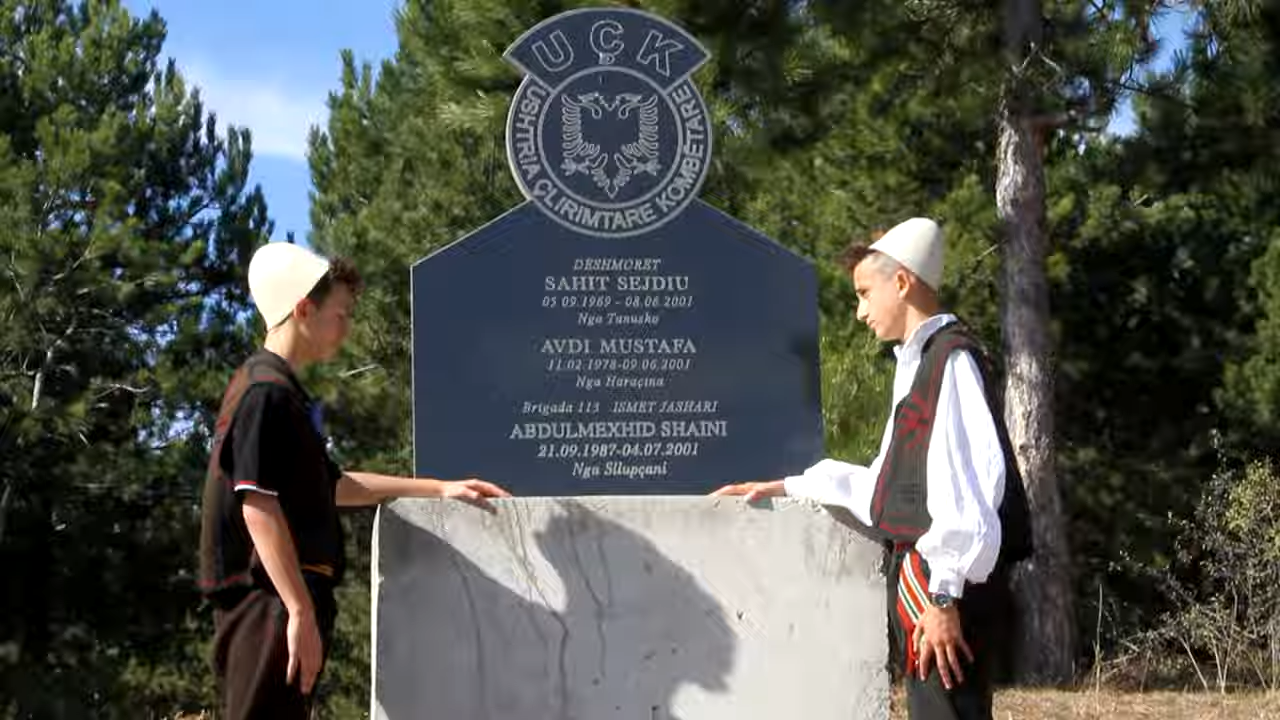 UÇK
USHTRIA ÇLIRIMTARE KOMBËTARE
DËSHMORËT
SAHIT SEJDIU
05.09.1969 - 08.06.2001
Nga Tanusha
AVDI MUSTAFA
11.02.1978-09.06.2001
Nga Haraçina
Brigada 113 ISMET JASHARI
ABDULMEXHID SHAINI
21.09.1987-04.07.2001
Nga Sllupçani